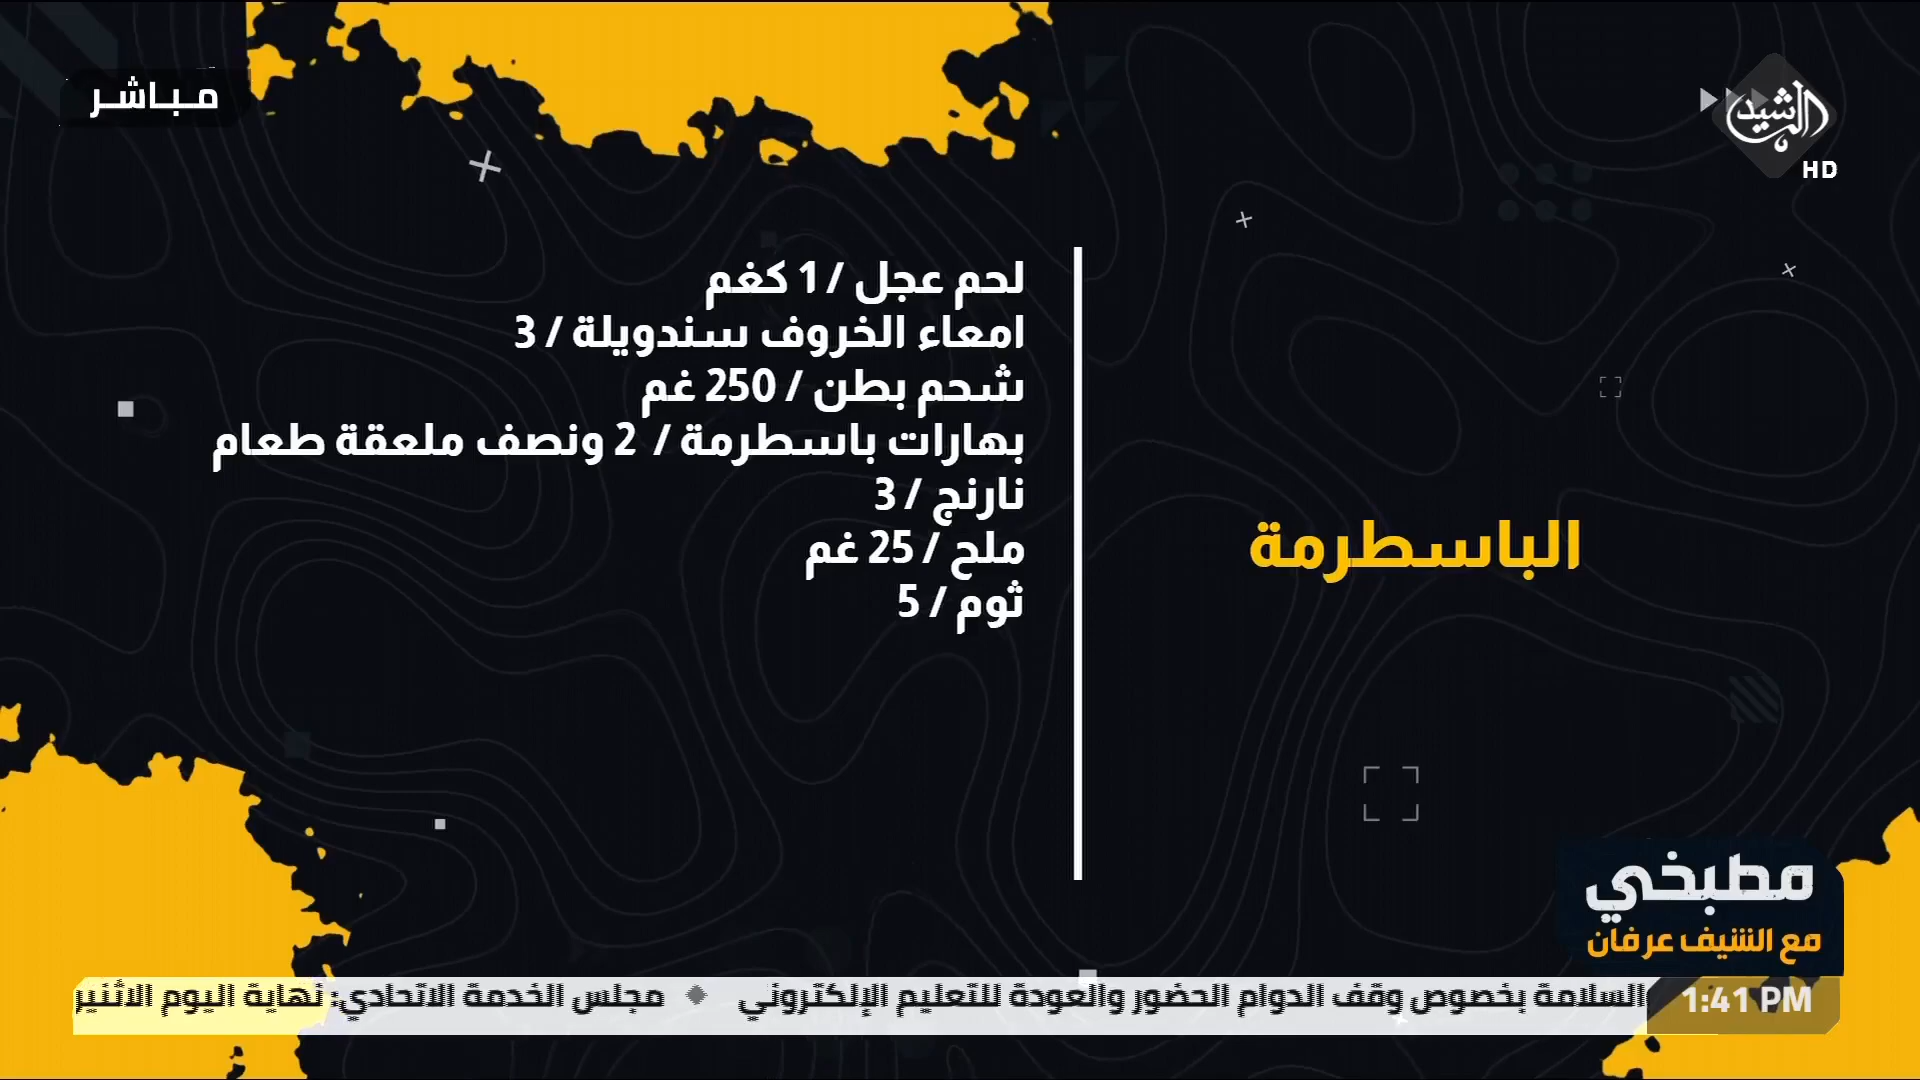 مباشر
الرشيد
HD
لحم عجل / 1 كغم
امعاء الخروف سندويلة / 3
شحم بطن / 250 غم
بهارات باسطرمة / 2 ونصف ملعقة طعام
نارنج / 3
ملح / 25 غم
ثوم / 5
الباسطرمة
مطبخي
مع الشيف عرفان
1:41 PM
السلامة بخصوص وقف الدوام الحضور والعودة للتعليم الإلكتروني ◆ مجلس الخدمة الاتحادي: نهاية اليوم